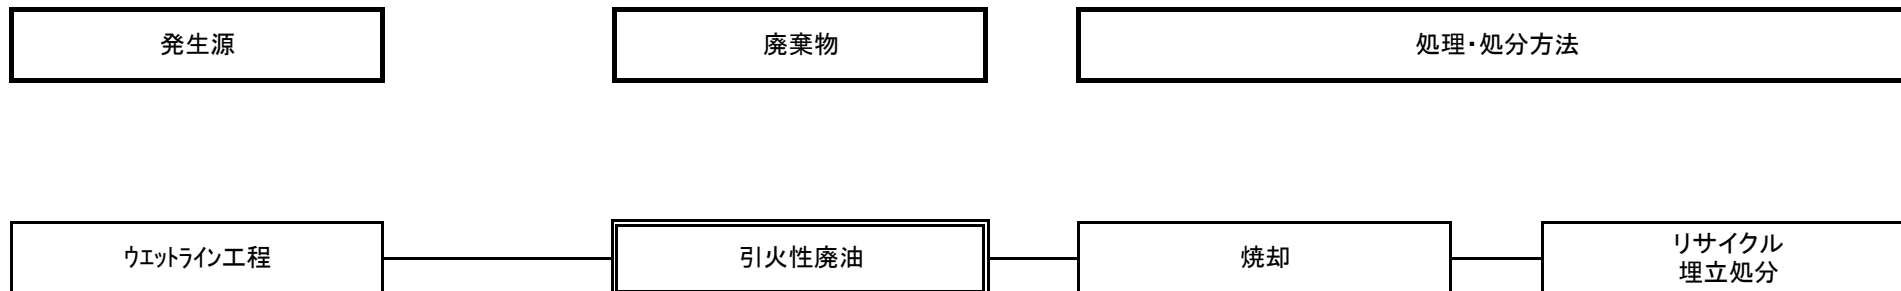 発生源
廃棄物
処理・処分方法
ウエットライン工程
引火性廃油
焼却
リサイクル
埋立処分